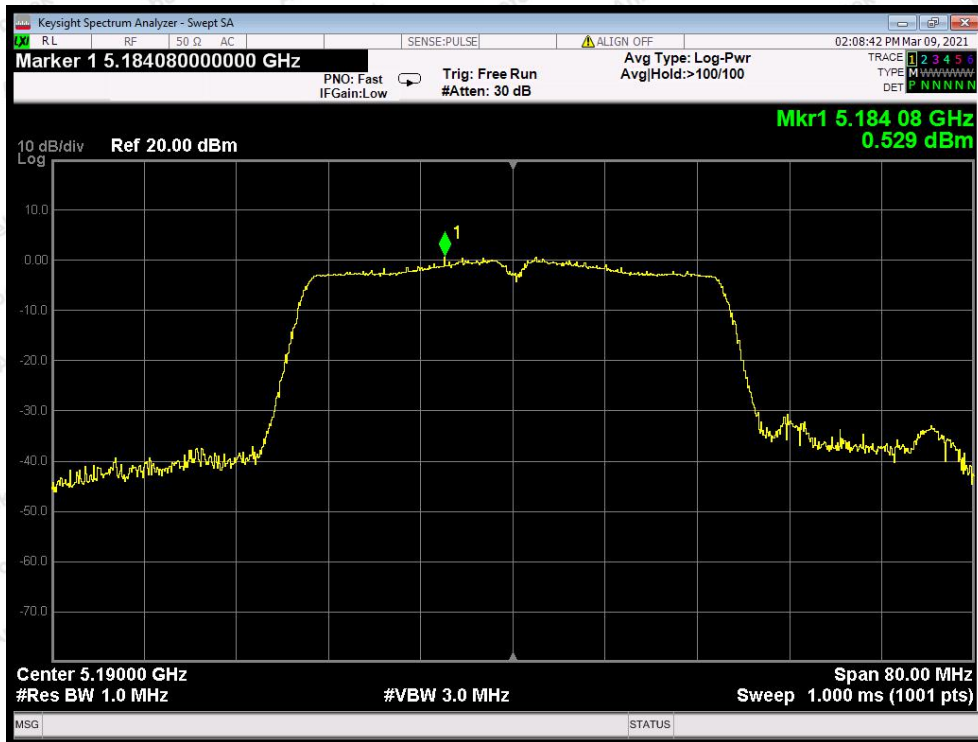 Keysight Spectrum Analyzer - Swept SA
LXI RL RF 50 Ω AC SENSE:PULSE ALIGN OFF 02:08:42 PM Mar 09, 2021
Marker 1 5.184080000000 GHz
PNO: Fast
IFGain:Low
Trig: Free Run
#Atten: 30 dB
Avg Type: Log-Pwr
Avg|Hold:>100/100
TRACE 1 2 3 4 5 6
TYPE M WWWWW
DET P N N N N N
Mkr1 5.184 08 GHz
0.529 dBm
10 dB/div Ref 20.00 dBm
Log
10.0
0.00
-10.0
-20.0
-30.0
-40.0
-50.0
-60.0
-70.0
1
Center 5.19000 GHz
#Res BW 1.0 MHz
#VBW 3.0 MHz
Span 80.00 MHz
Sweep 1.000 ms (1001 pts)
MSG STATUS